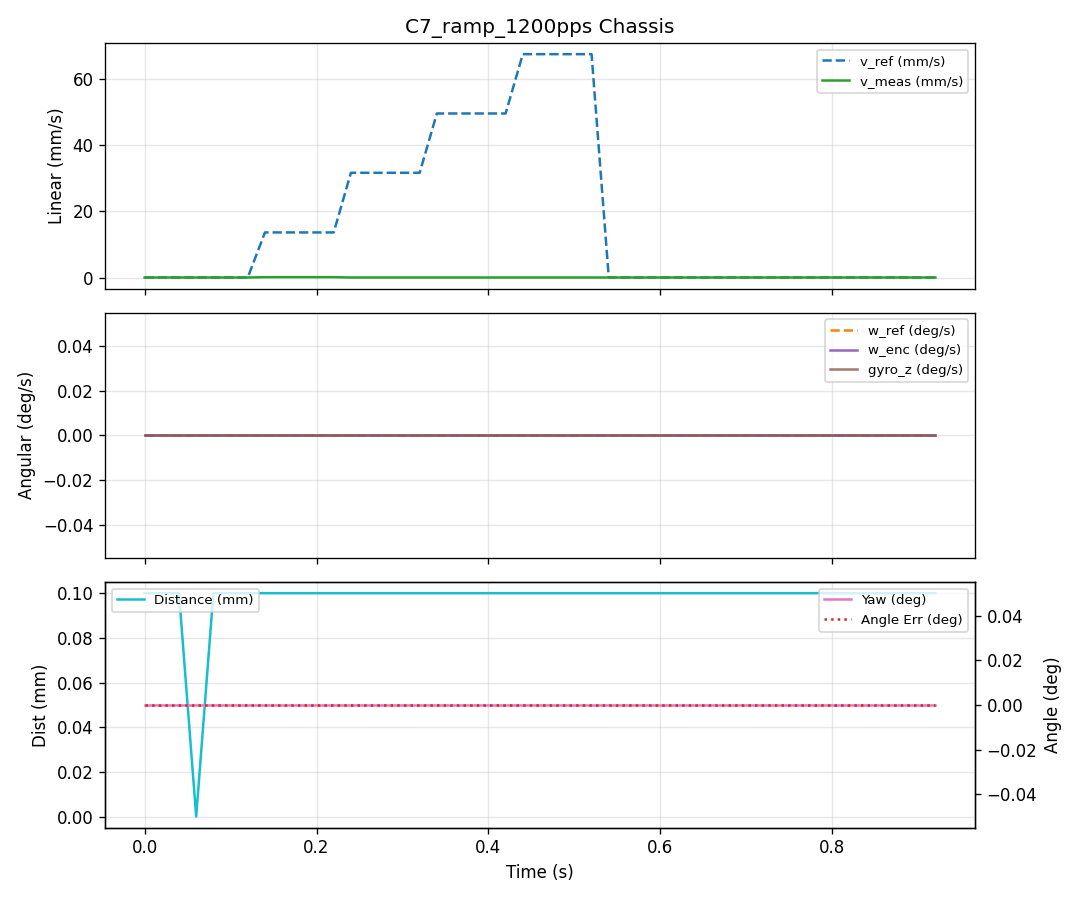 C7_ramp_1200pps Chassis
Linear (mm/s)
60
40
20
0
v_ref (mm/s)
v_meas (mm/s)
Angular (deg/s)
0.04
0.02
0.00
−0.02
−0.04
w_ref (deg/s)
w_enc (deg/s)
gyro_z (deg/s)
Dist (mm)
0.10
0.08
0.06
0.04
0.02
0.00
Distance (mm)
Yaw (deg)
Angle Err (deg)
0.04
0.02
0.00
−0.02
−0.04
Angle (deg)
0.0 0.2 0.4 0.6 0.8
Time (s)